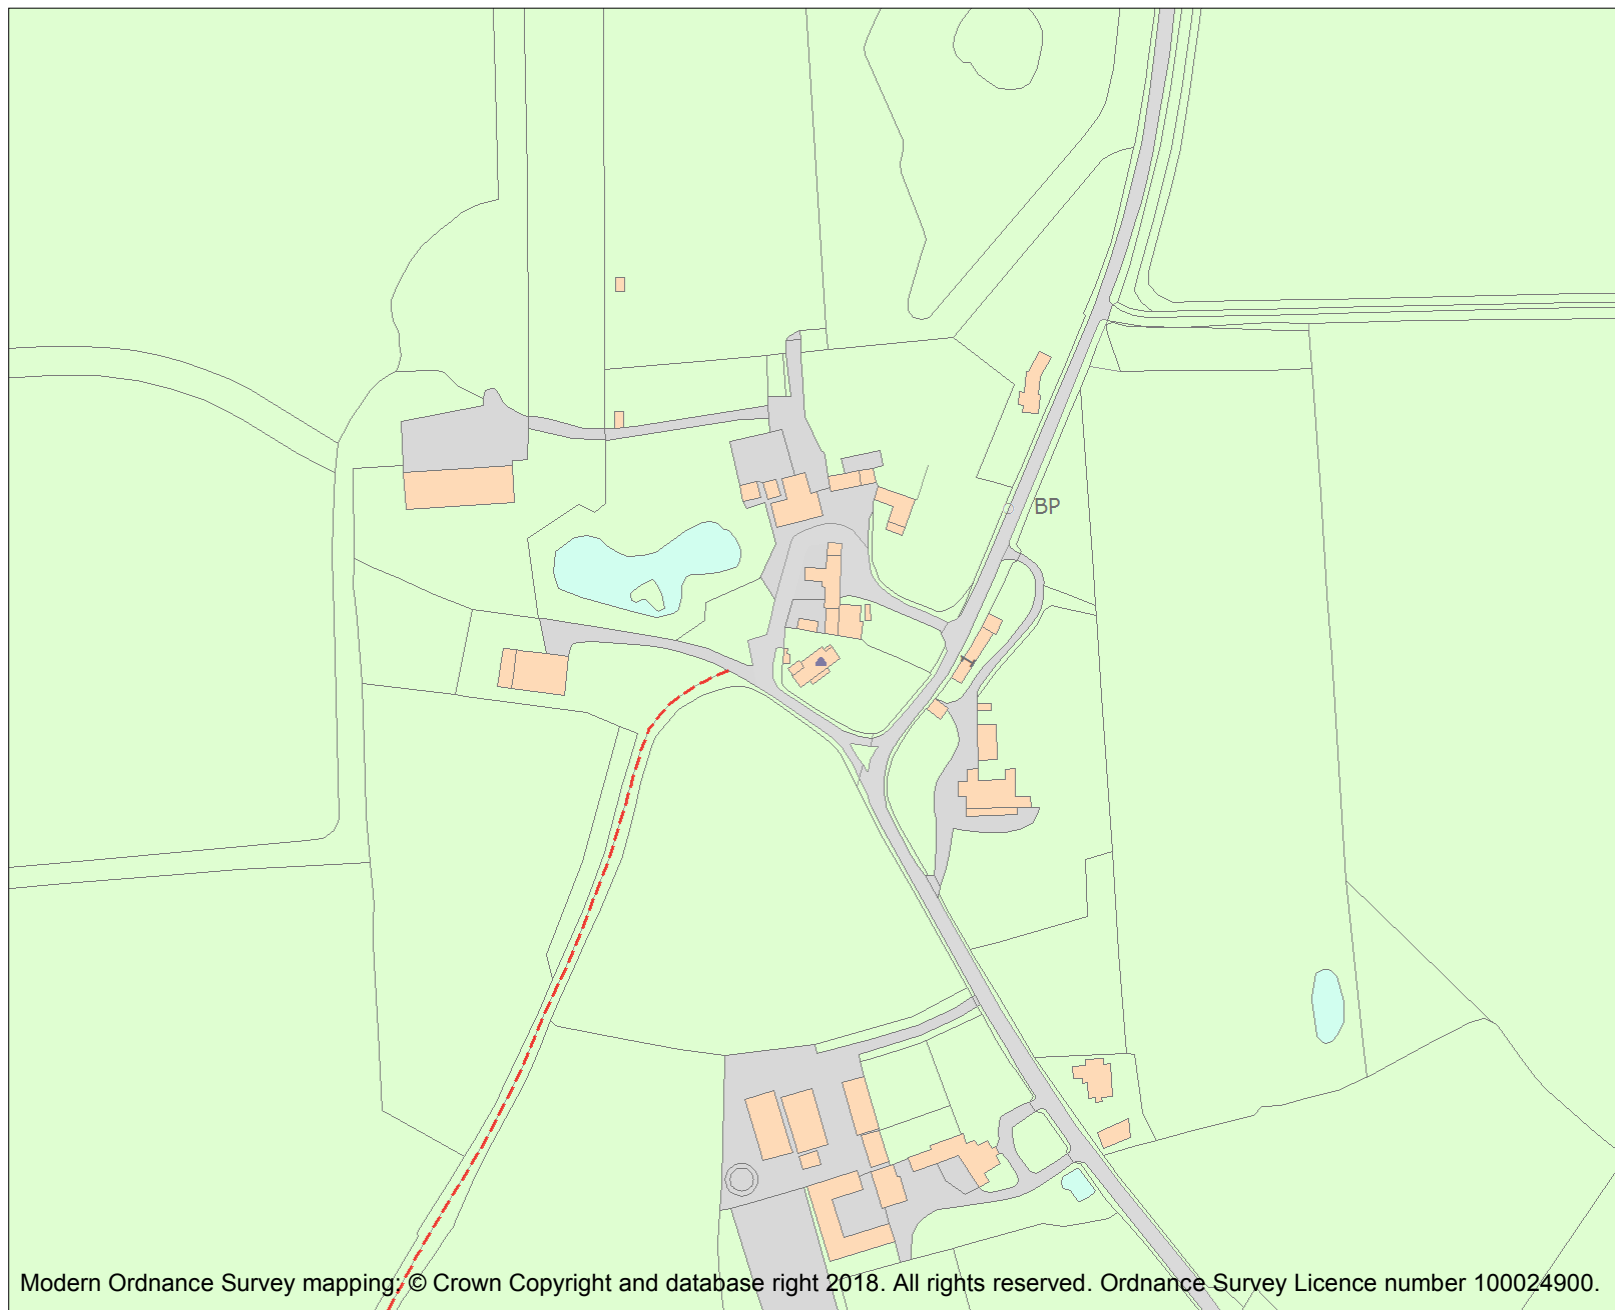 BP
1
Modern Ordnance Survey mapping: © Crown Copyright and database right 2018. All rights reserved. Ordnance Survey Licence number 100024900.